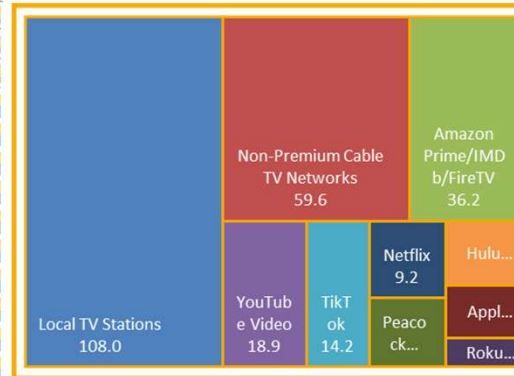 Local TV Stations
108.0
Non-Premium Cable
TV Networks
59.6
Amazon
Prime/IMD
b/FireTV
36.2
YouTub
e Video
18.9
TikT
ok
14.2
Netflix
9.2
Peaco
ck...
Hulu...
Appl...
Roku...